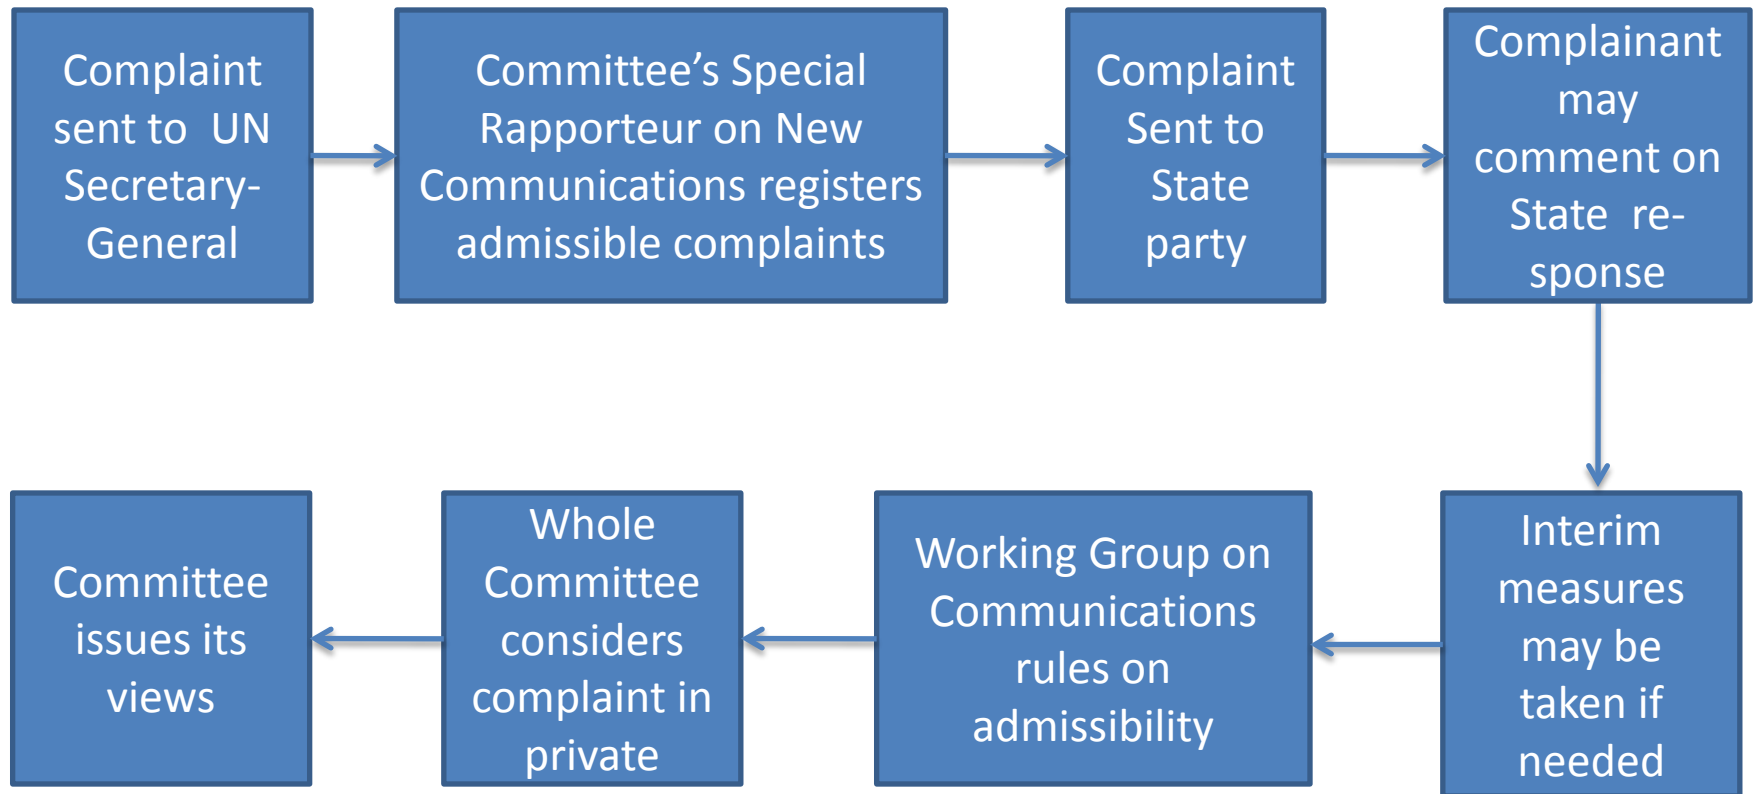 Complaint
sent to UN
Secretary-
General
Committee’s Special
Rapporteur on New
Communications registers
admissible complaints
Complaint
Sent to
State
party
Complainant
may
comment on
State re-
sponse
Interim
measures
may be
taken if
needed
Working Group on
Communications
rules on
admissibility
Whole
Committee
considers
complaint in
private
Committee
issues its
views